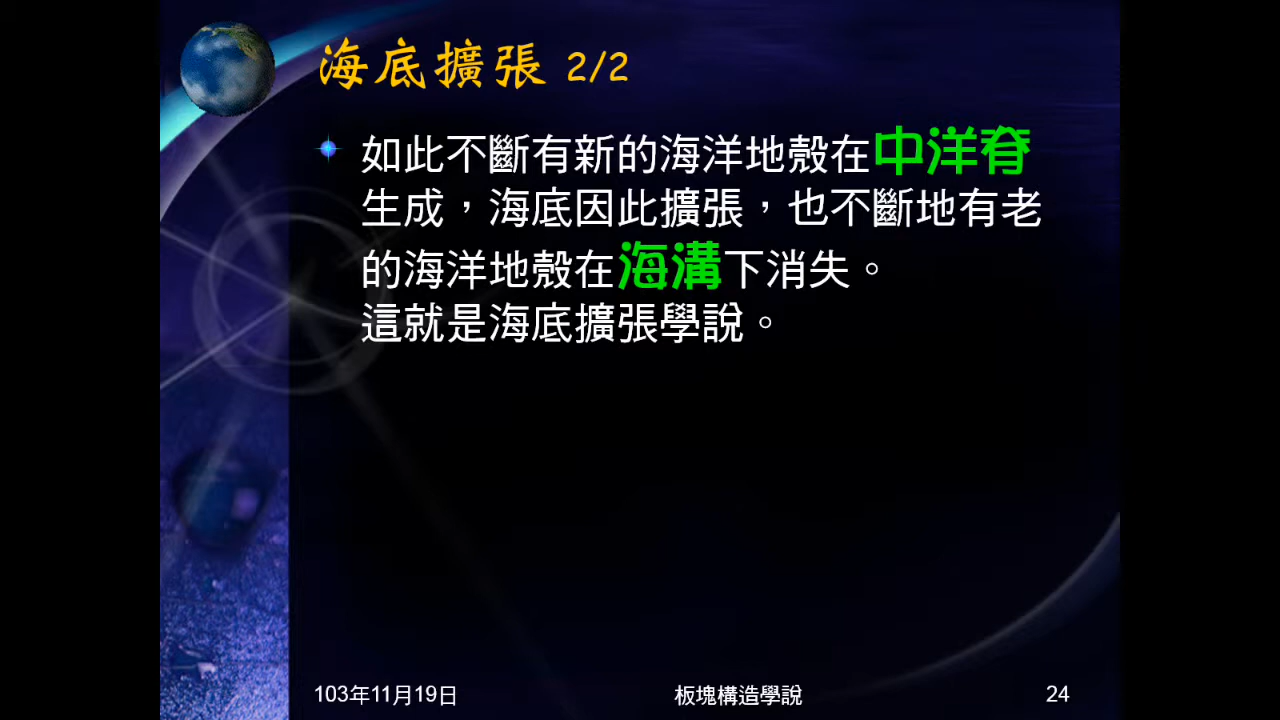 海底擴張 2/2
如此不斷有新的海洋地殼在中洋脊
生成，海底因此擴張，也不斷地有老
的海洋地殼在海溝下消失。
這就是海底擴張學說。
103年11月19日
板塊構造學說
24